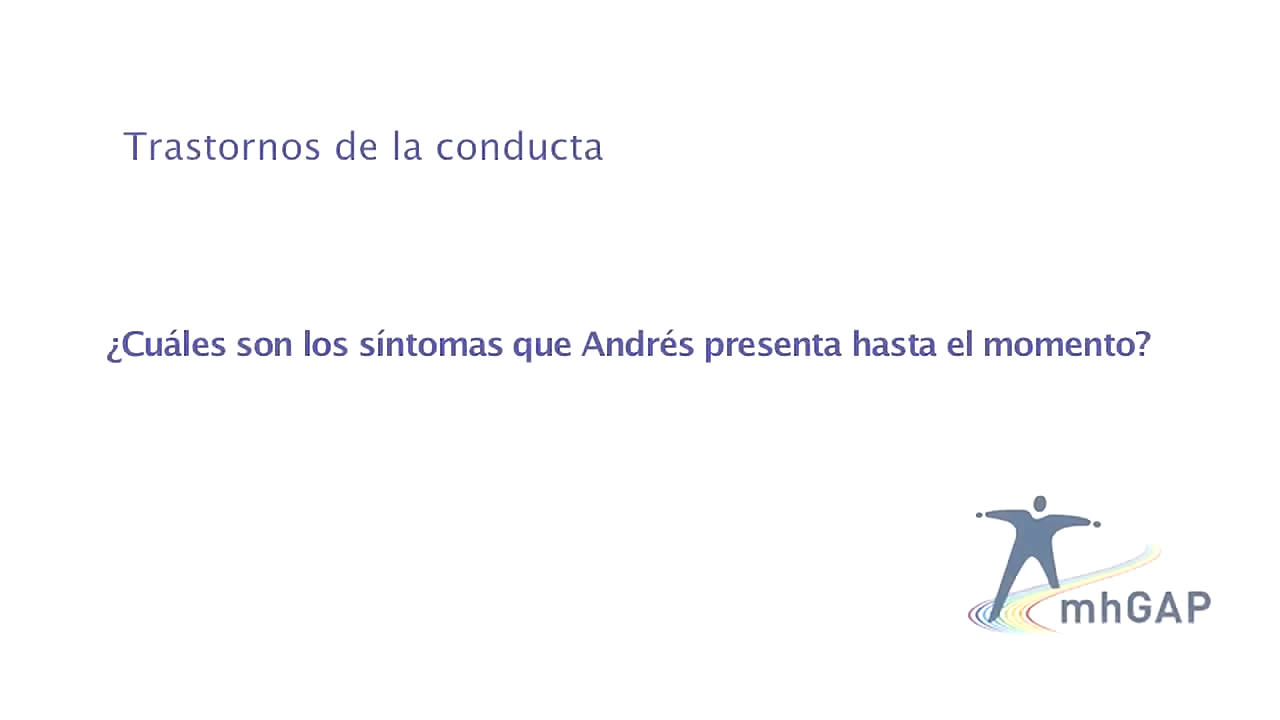 Trastornos de la conducta
¿Cuáles son los síntomas que Andrés presenta hasta el momento?
mhGAP